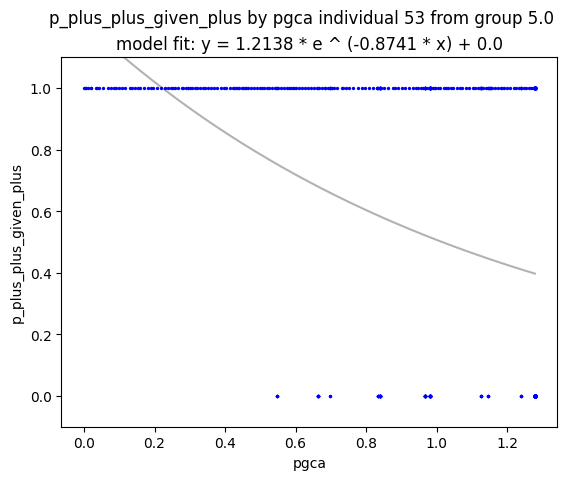 p_plus_plus_given_plus by pgca individual 53 from group 5.0
model fit: y = 1.2138 * e ^ (-0.8741 * x) + 0.0
1.0
0.8
0.6
0.4
0.2
0.0
p_plus_plus_given_plus
0.0 0.2 0.4 0.6 0.8 1.0 1.2
pgca